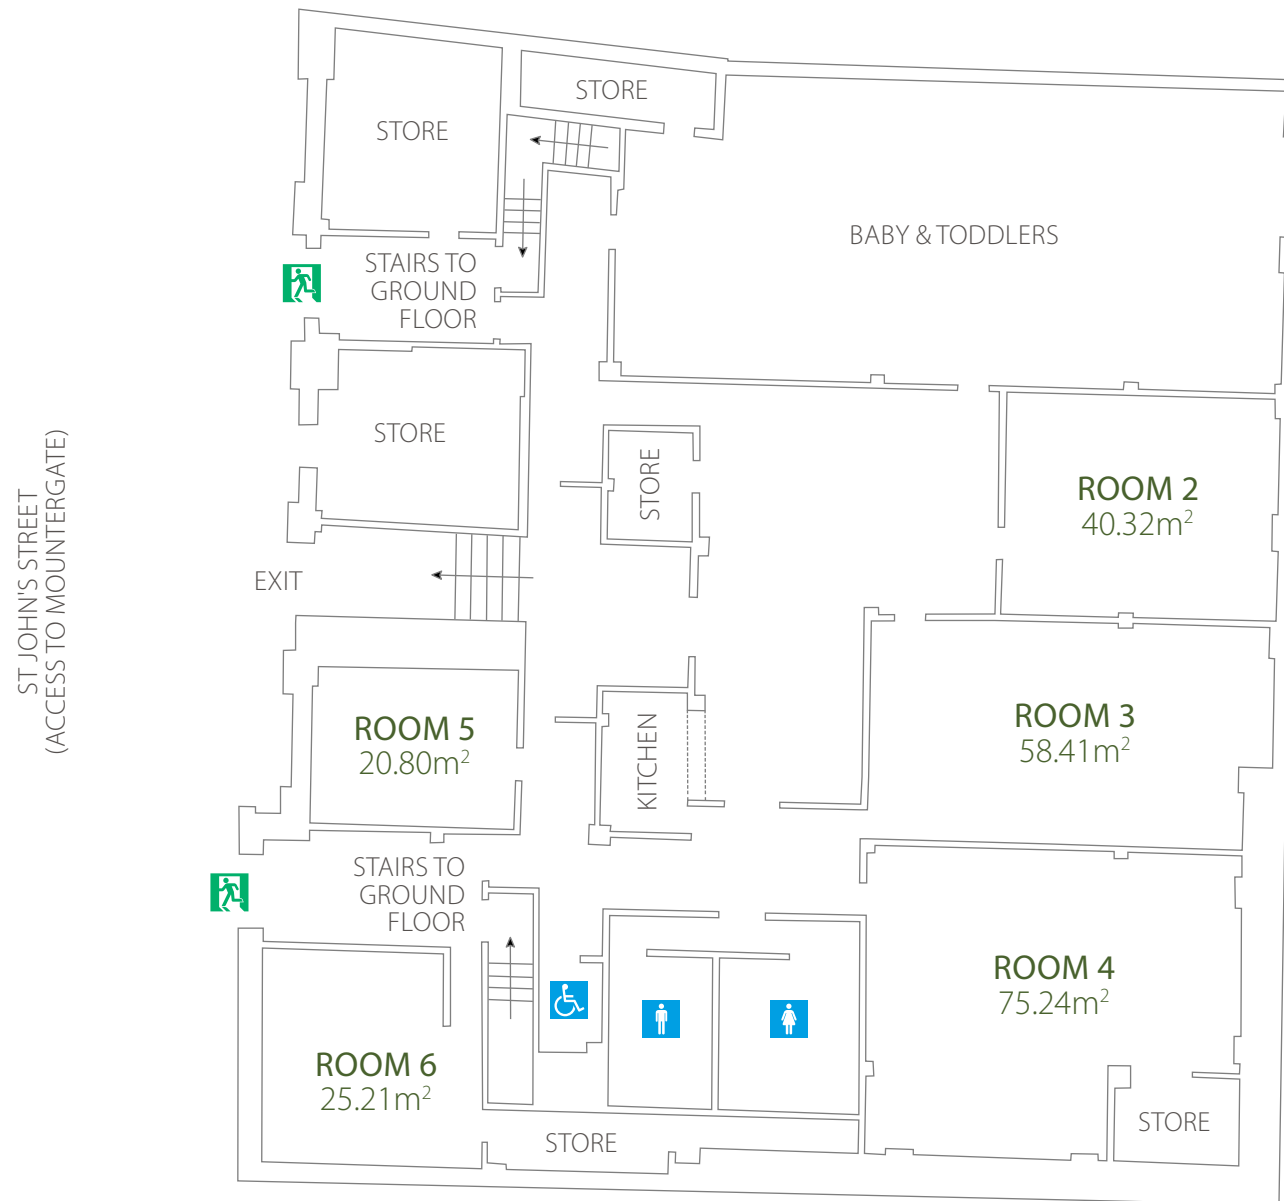 STORE
STORE
BABY & TODDLERS
STAIRS TO
GROUND
FLOOR
STORE
STORE
ROOM 2
40.32m²
ST JOHN'S STREET
(ACCESS TO MOUNTERGATE)
EXIT
ROOM 5
20.80m²
KITCHEN
ROOM 3
58.41m²
STAIRS TO
GROUND
FLOOR
ROOM 4
75.24m²
ROOM 6
25.21m²
STORE
STORE